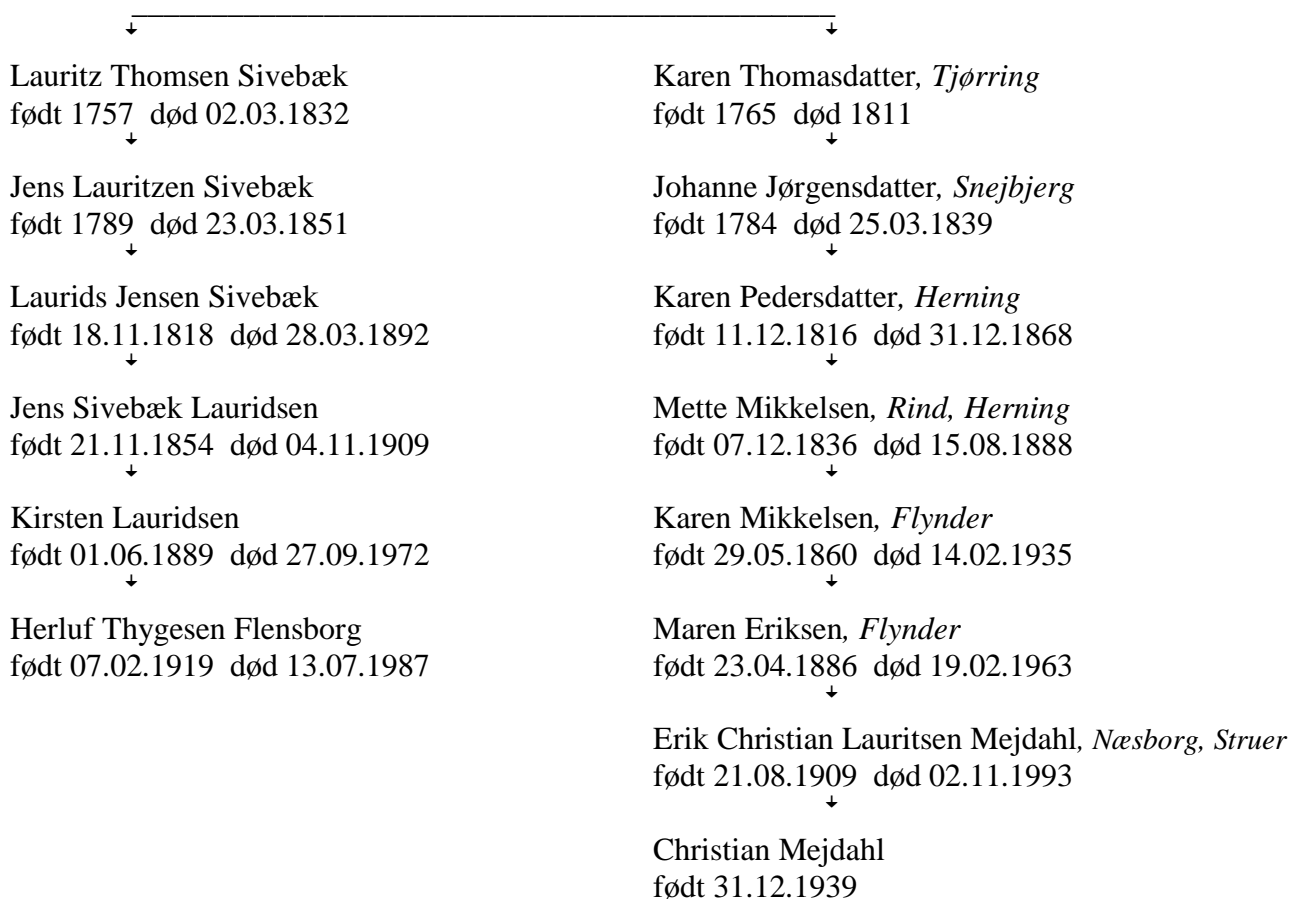 Lauritz Thomsen Sivebæk
født 1757 død 02.03.1832
Jens Lauritzen Sivebæk
født 1789 død 23.03.1851
Laurids Jensen Sivebæk
født 18.11.1818 død 28.03.1892
Jens Sivebæk Lauridsen
født 21.11.1854 død 04.11.1909
Kirsten Lauridsen
født 01.06.1889 død 27.09.1972
Herluf Thygesen Flensborg
født 07.02.1919 død 13.07.1987
Karen Thomasdatter, Tjørring
født 1765 død 1811
Johanne Jørgensdatter, Snejbjerg
født 1784 død 25.03.1839
Karen Pedersdatter, Herning
født 11.12.1816 død 31.12.1868
Mette Mikkelsen, Rind, Herning
født 07.12.1836 død 15.08.1888
Karen Mikkelsen, Flynder
født 29.05.1860 død 14.02.1935
Maren Eriksen, Flynder
født 23.04.1886 død 19.02.1963
Erik Christian Lauritsen Mejdahl, Næsborg, Struer
født 21.08.1909 død 02.11.1993
Christian Mejdahl
født 31.12.1939